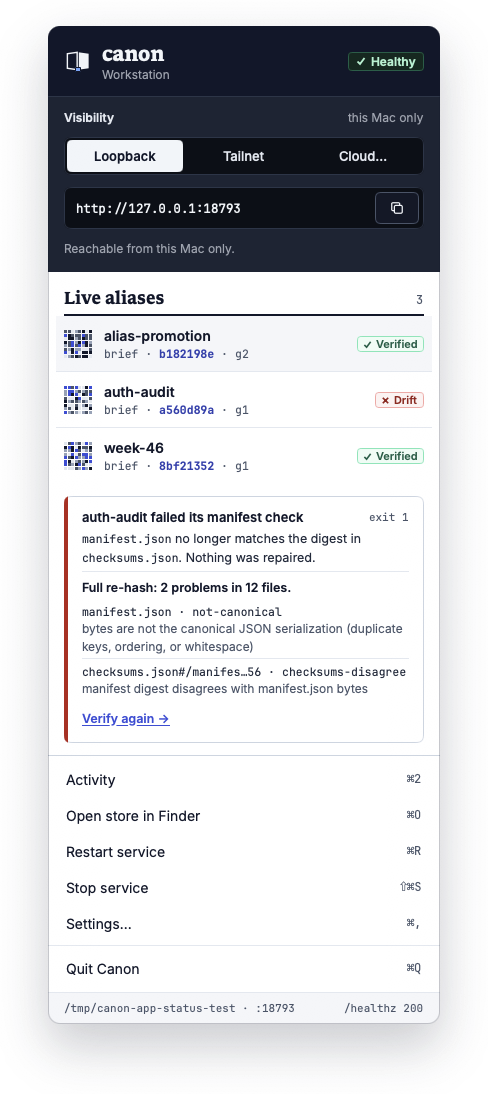 canon
Workstation
✓ Healthy
Visibility
this Mac only
Loopback
Tailnet
Cloud…
http://127.0.0.1:18793
Reachable from this Mac only.
Live aliases
3
alias-promotion
brief · b182198e · g2
✓ Verified
auth-audit
brief · a560d89a · g1
× Drift
week-46
brief · 8bf21352 · g1
✓ Verified
auth-audit failed its manifest check
exit 1
manifest.json no longer matches the digest in
checksums.json. Nothing was repaired.
Full re-hash: 2 problems in 12 files.
manifest.json · not-canonical
bytes are not the canonical JSON serialization (duplicate
keys, ordering, or whitespace)
checksums.json#/manifes…56 · checksums-disagree
manifest digest disagrees with manifest.json bytes
Verify again →
Activity ⌘2
Open store in Finder ⌘O
Restart service ⌘R
Stop service ⇧⌘S
Settings… ⌘,
Quit Canon ⌘Q
/tmp/canon-app-status-test · :18793
/healthz 200